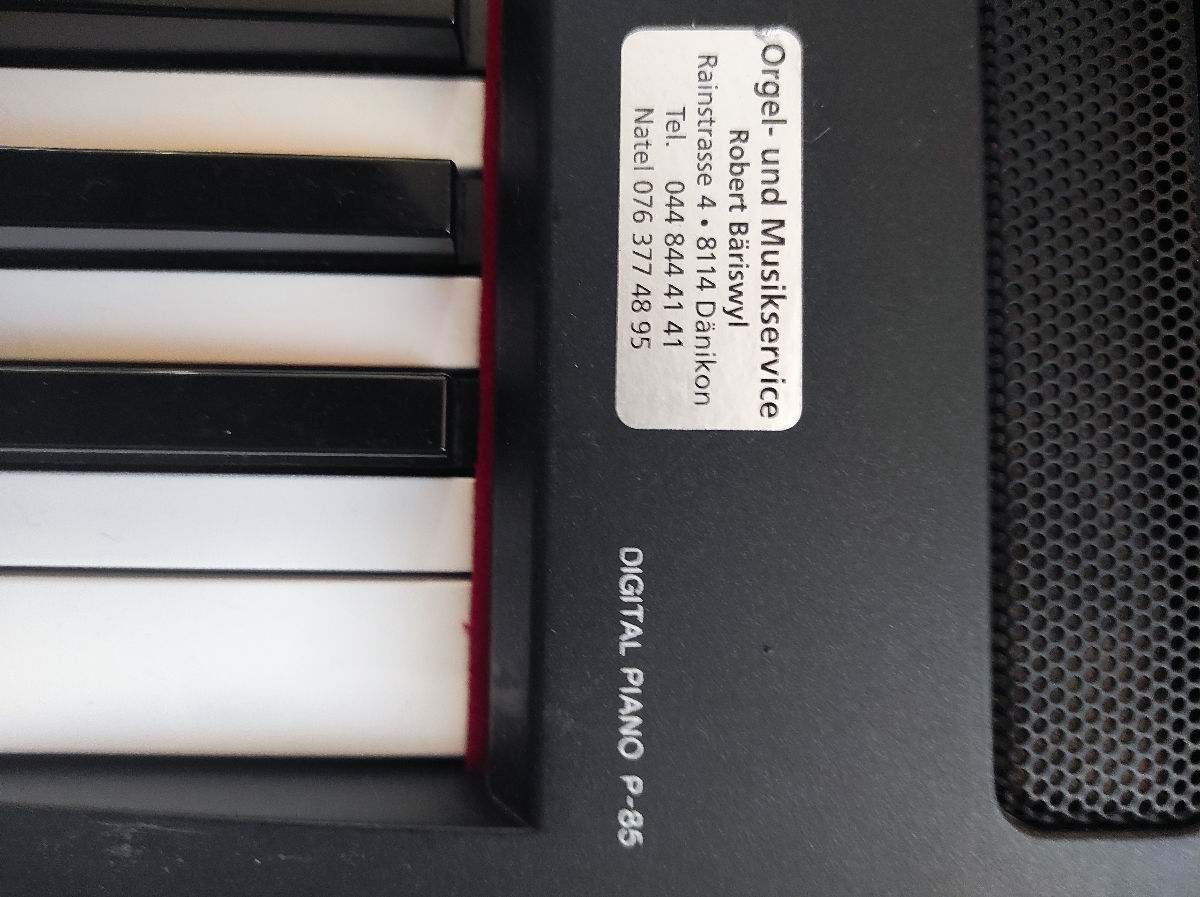 Orgel- und Musikservice
Robert Bäriswyl
Rainstrasse 4 • 8114 Dänikon
Tel. 044 844 41 41
Natel 076 377 48 95
DIGITAL PIANO P-85